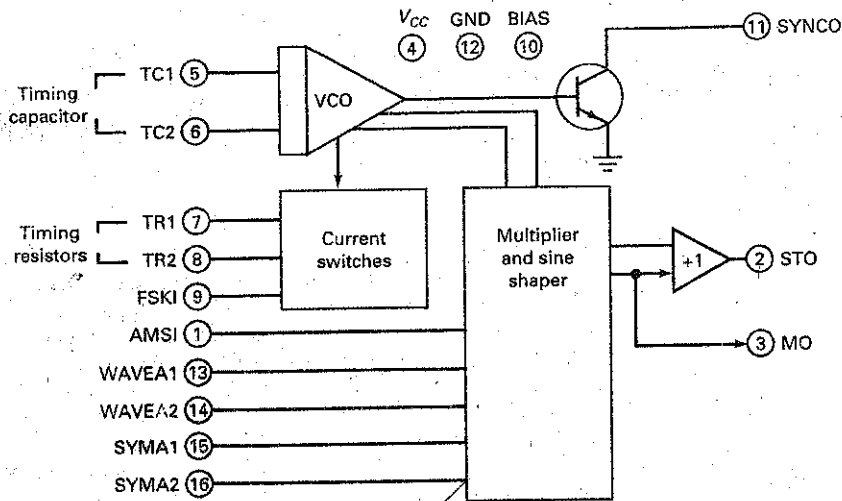 VCC GND BIAS
4 12 10
11 SYNCO
TC1 5
Timing
capacitor
VCO
TC2 6
TR1 7
Timing
resistors
TR2 8
Current
switches
Multiplier
and sine
shaper
+1
2 STO
FSKI 9
AMSI 1
3 MO
WAVEA1 13
WAVEA2 14
SYMA1 15
SYMA2 16